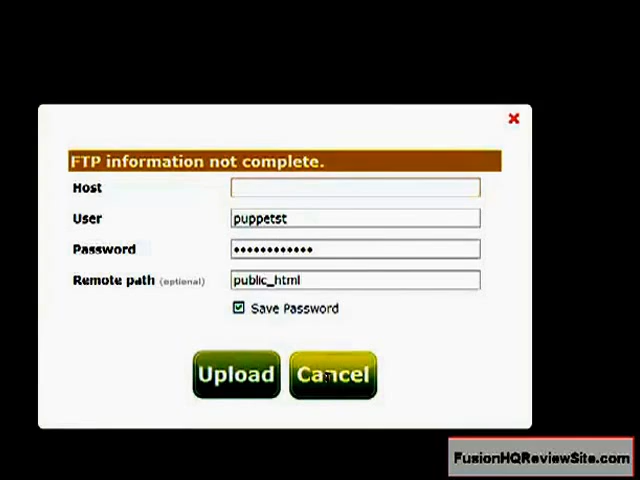 FTP information not complete.
Host
User puppetst
Password ••••••••••••
Remote path (optional) public_html
Save Password
Upload Cancel
FusionHQReviewSite.com